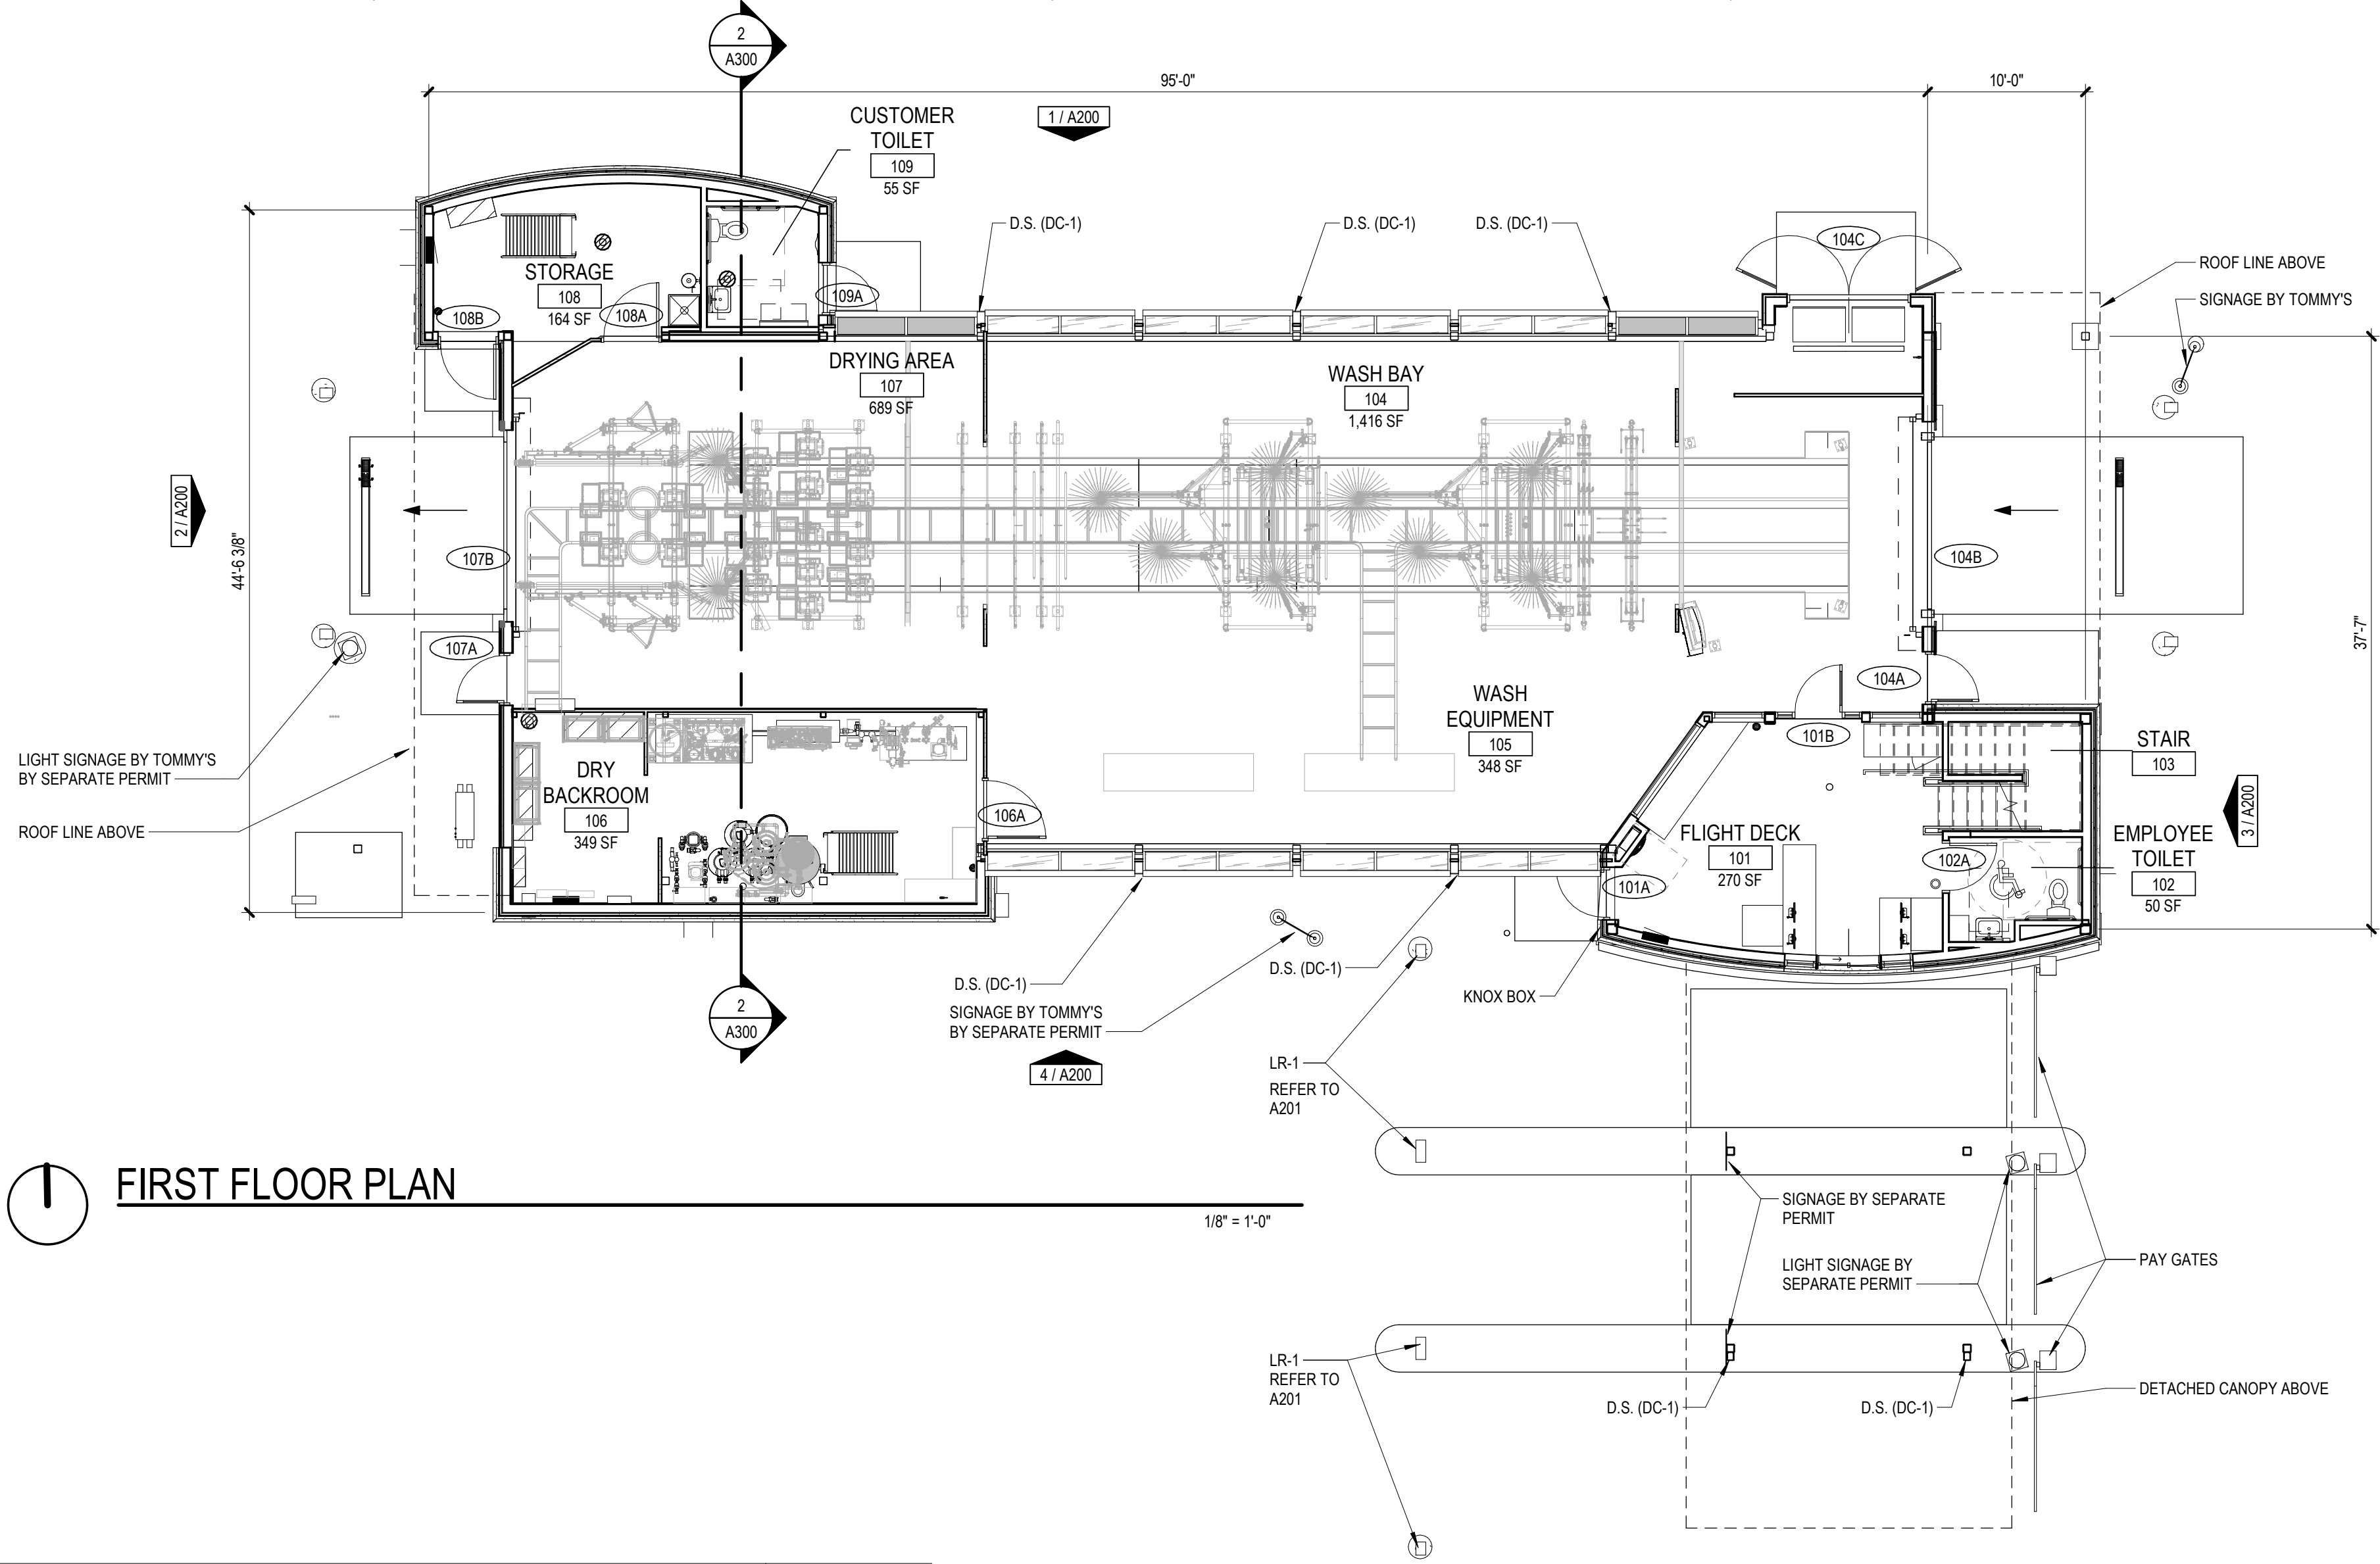 2
A300
95'-0"
10'-0"
CUSTOMER
TOILET
109
55 SF
1 / A200
D.S. (DC-1)
D.S. (DC-1)
D.S. (DC-1)
104C
ROOF LINE ABOVE
SIGNAGE BY TOMMY'S
STORAGE
108
164 SF
108B
108A
109A
DRYING AREA
107
689 SF
WASH BAY
104
1,416 SF
2 / A200
44'-6 3/8"
107B
104B
107A
37'-7"
104A
WASH
EQUIPMENT
105
348 SF
101B
STAIR
103
LIGHT SIGNAGE BY TOMMY'S
BY SEPARATE PERMIT
ROOF LINE ABOVE
DRY
BACKROOM
106
349 SF
106A
3 / A200
FLIGHT DECK
101
270 SF
101A
102A
EMPLOYEE
TOILET
102
50 SF
D.S. (DC-1)
D.S. (DC-1)
SIGNAGE BY TOMMY'S
BY SEPARATE PERMIT
KNOX BOX
2
A300
4 / A200
LR-1
REFER TO
A201
FIRST FLOOR PLAN
1/8" = 1'-0"
SIGNAGE BY SEPARATE
PERMIT
LIGHT SIGNAGE BY
SEPARATE PERMIT
PAY GATES
LR-1
REFER TO
A201
D.S. (DC-1)
D.S. (DC-1)
DETACHED CANOPY ABOVE